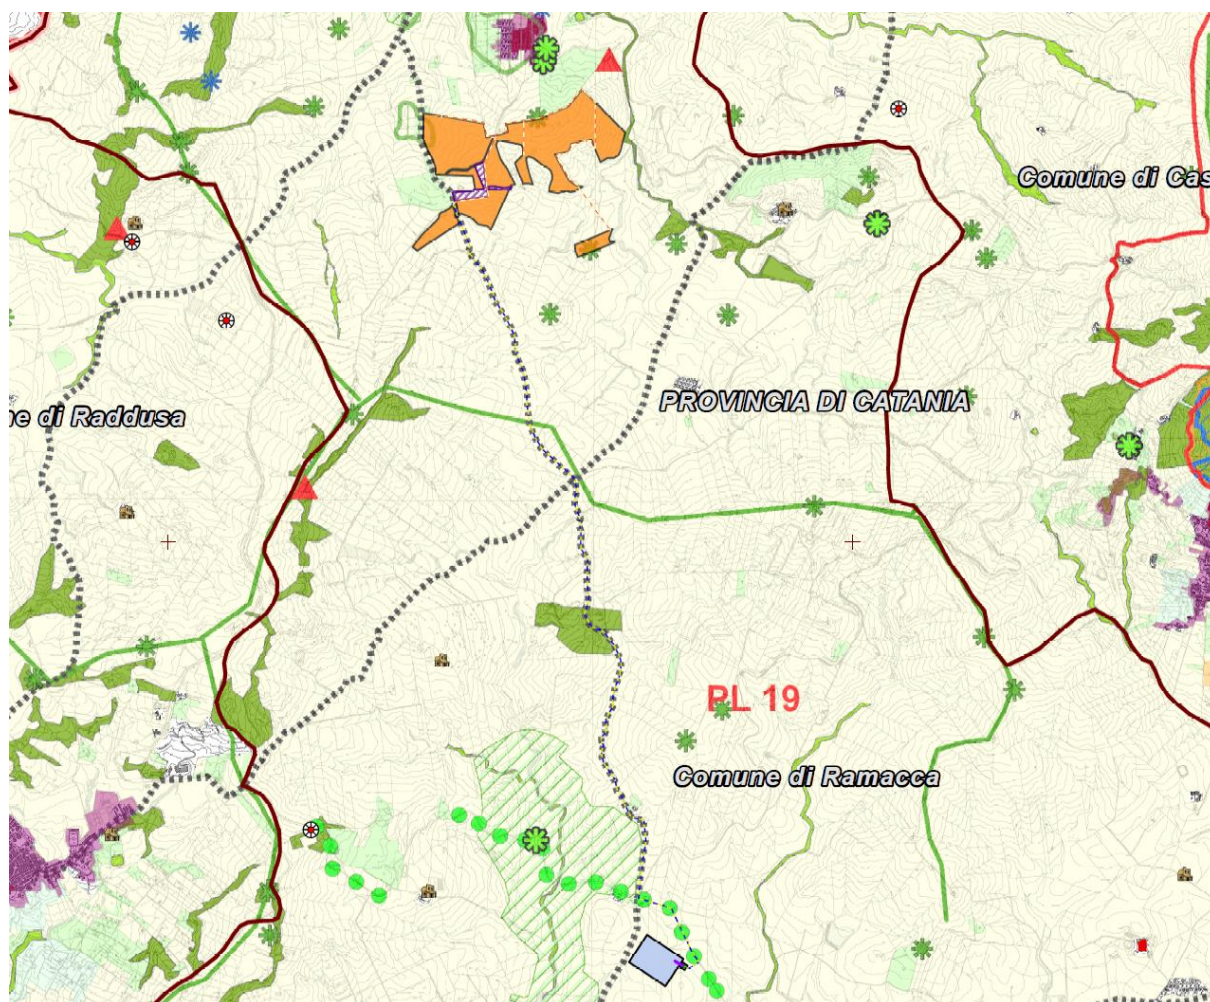 Comune di Cas
PROVINCIA DI CATANIA
ne di Raddusa
PL 19
Comune di Ramacca